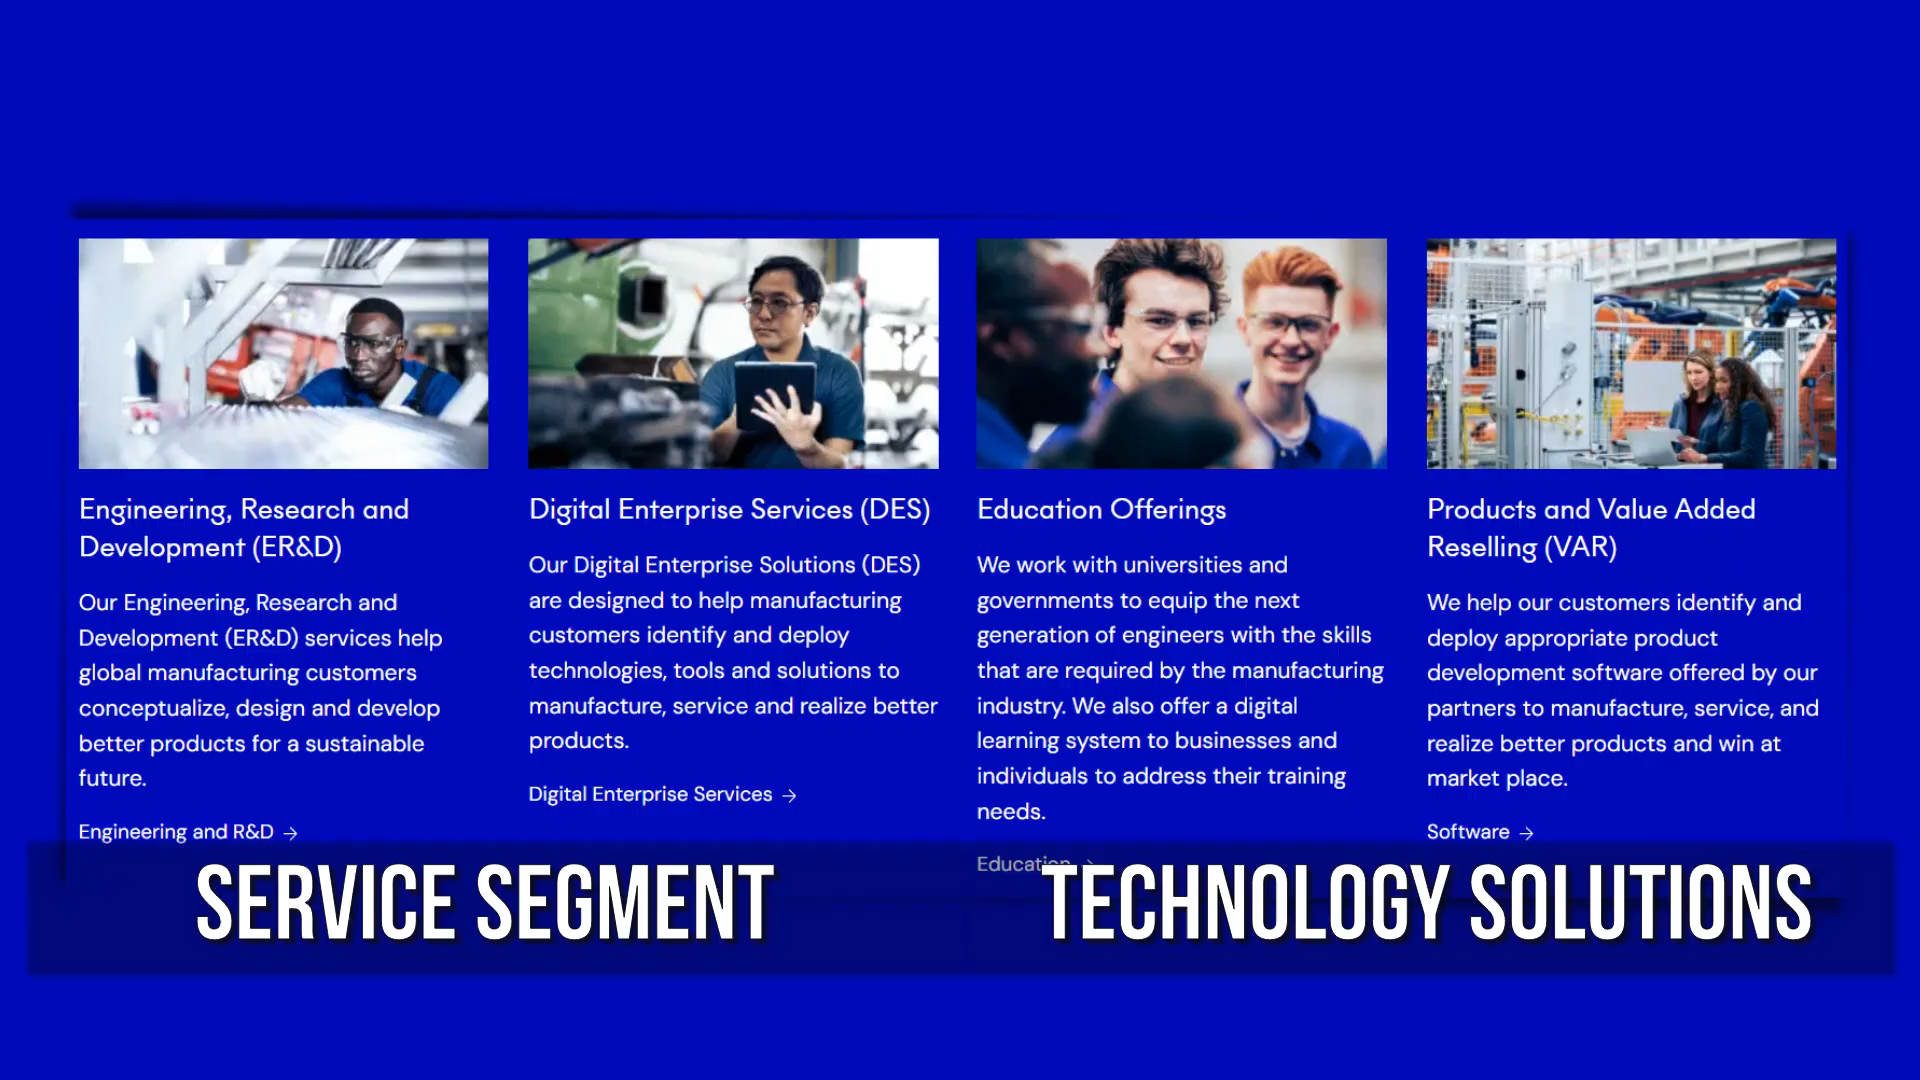 Engineering, Research and
Development (ER&D)
Our Engineering, Research and
Development (ER&D) services help
global manufacturing customers
conceptualize, design and develop
better products for a sustainable
future.
Engineering and R&D →
Digital Enterprise Services (DES)
Our Digital Enterprise Solutions (DES)
are designed to help manufacturing
customers identify and deploy
technologies, tools and solutions to
manufacture, service and realize better
products.
Digital Enterprise Services →
Education Offerings
We work with universities and
governments to equip the next
generation of engineers with the skills
that are required by the manufacturing
industry. We also offer a digital
learning system to businesses and
individuals to address their training
needs.
Education →
Products and Value Added
Reselling (VAR)
We help our customers identify and
deploy appropriate product
development software offered by our
partners to manufacture, service, and
realize better products and win at
market place.
Software →
SERVICE SEGMENT
TECHNOLOGY SOLUTIONS